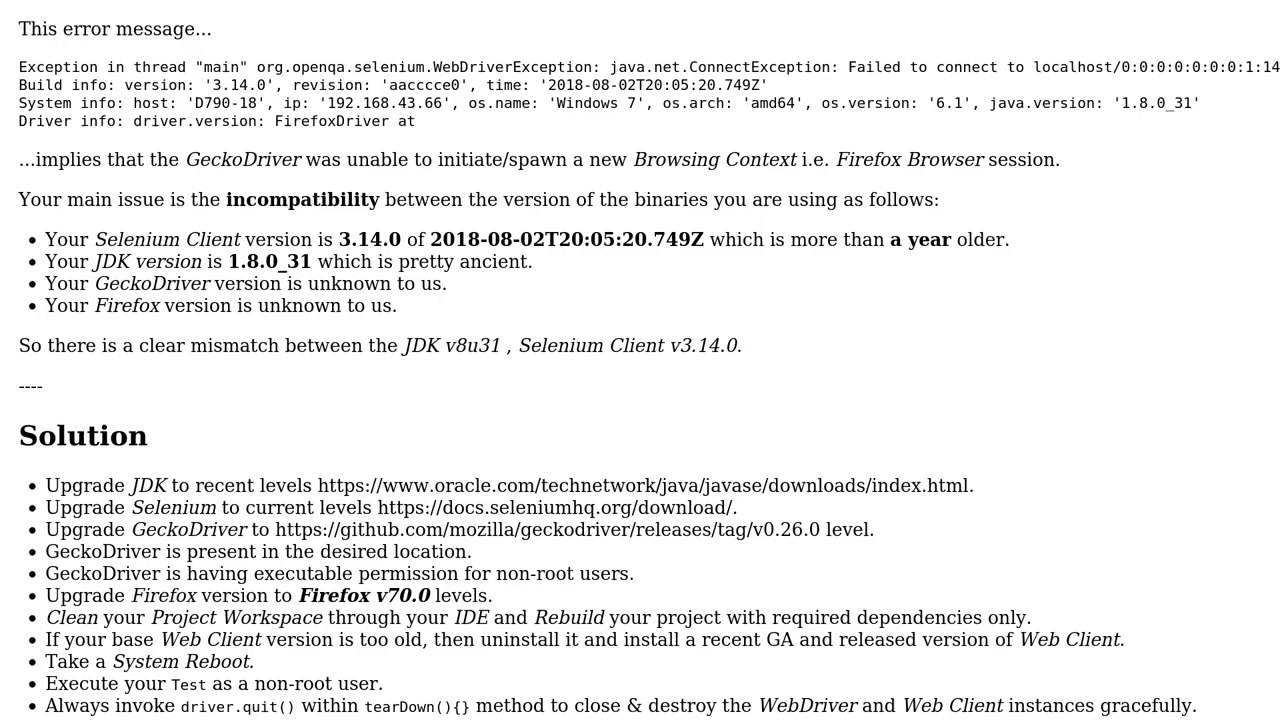 This error message...
Exception in thread "main" org.openqa.selenium.WebDriverException: java.net.ConnectException: Failed to connect to localhost/0:0:0:0:0:0:0:1:14
Build info: version: '3.14.0', revision: 'aacccce0', time: '2018-08-02T20:05:20.749Z'
System info: host: 'D790-18', ip: '192.168.43.66', os.name: 'Windows 7', os.arch: 'amd64', os.version: '6.1', java.version: '1.8.0_31'
Driver info: driver.version: FirefoxDriver at
...implies that the GeckoDriver was unable to initiate/spawn a new Browsing Context i.e. Firefox Browser session.
Your main issue is the incompatibility between the version of the binaries you are using as follows:
• Your Selenium Client version is 3.14.0 of 2018-08-02T20:05:20.749Z which is more than a year older.
• Your JDK version is 1.8.0_31 which is pretty ancient.
• Your GeckoDriver version is unknown to us.
• Your Firefox version is unknown to us.
So there is a clear mismatch between the JDK v8u31 , Selenium Client v3.14.0.
----
Solution
• Upgrade JDK to recent levels https://www.oracle.com/technetwork/java/javase/downloads/index.html.
• Upgrade Selenium to current levels https://docs.seleniumhq.org/download/.
• Upgrade GeckoDriver to https://github.com/mozilla/geckodriver/releases/tag/v0.26.0 level.
• GeckoDriver is present in the desired location.
• GeckoDriver is having executable permission for non-root users.
• Upgrade Firefox version to Firefox v70.0 levels.
• Clean your Project Workspace through your IDE and Rebuild your project with required dependencies only.
• If your base Web Client version is too old, then uninstall it and install a recent GA and released version of Web Client.
• Take a System Reboot.
• Execute your Test as a non-root user.
• Always invoke driver.quit() within tearDown(){} method to close & destroy the WebDriver and Web Client instances gracefully.